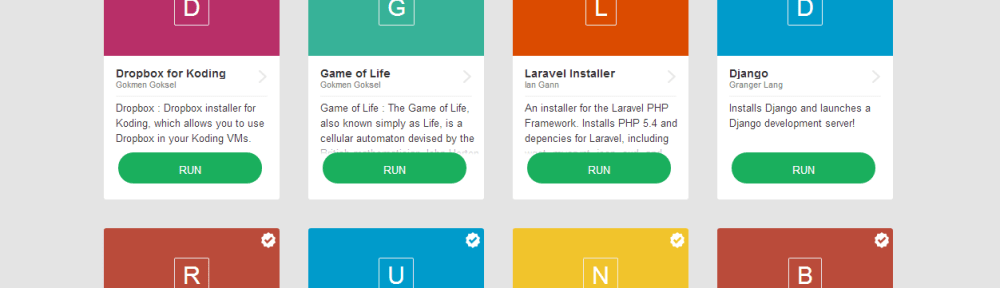 D
G
L
D
Dropbox for Koding
Gokmen Goksel
Dropbox : Dropbox installer for
Koding, which allows you to use
Dropbox in your Koding VMs.
RUN
Game of Life
Gokmen Goksel
Game of Life : The Game of Life,
also known simply as Life, is a
cellular automaton devised by the
British mathematician John Horton
RUN
Laravel Installer
Ian Gann
An installer for the Laravel PHP
Framework. Installs PHP 5.4 and
depencies for Laravel, including
RUN
Django
Granger Lang
Installs Django and launches a
Django development server!
RUN
R
U
N
B